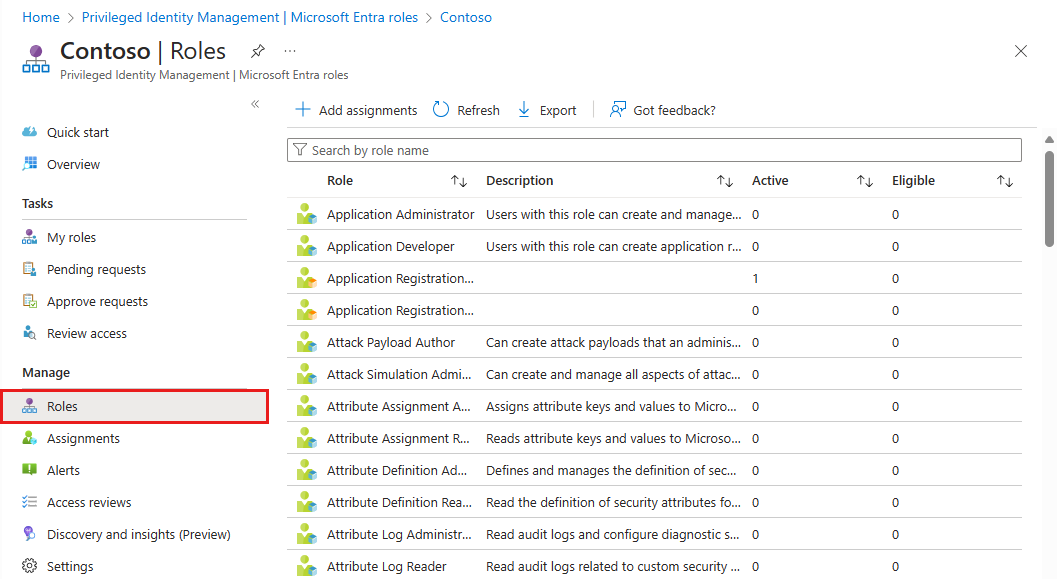 Home > Privileged Identity Management | Microsoft Entra roles > Contoso
Contoso | Roles ...
Privileged Identity Management | Microsoft Entra roles
«
Quick start
Overview
Tasks
My roles
Pending requests
Approve requests
Review access
Manage
Roles
Assignments
Alerts
Access reviews
Discovery and insights (Preview)
Settings
+ Add assignments Refresh Export | Got feedback?
Search by role name
Role Description Active Eligible
Application Administrator Users with this role can create and manage... 0 0
Application Developer Users with this role can create application r... 0 0
Application Registration... 1 0
Application Registration... 0 0
Attack Payload Author Can create attack payloads that an adminis... 0 0
Attack Simulation Admi... Can create and manage all aspects of attac... 0 0
Attribute Assignment A... Assigns attribute keys and values to Micro... 0 0
Attribute Assignment R... Reads attribute keys and values to Microso... 0 0
Attribute Definition Ad... Defines and manages the definition of sec... 0 0
Attribute Definition Rea... Read the definition of security attributes fo... 0 0
Attribute Log Administr... Read audit logs and configure diagnostic s... 0 0
Attribute Log Reader Read audit logs related to custom security ... 0 0